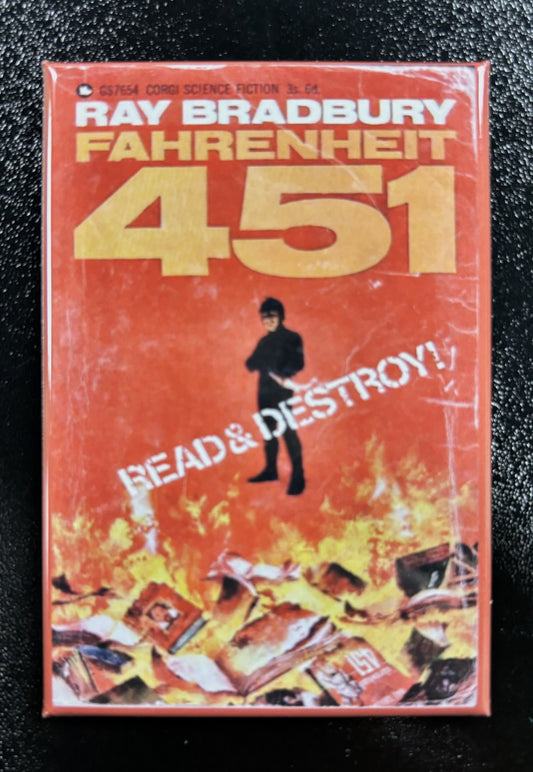 GS7654 CORGI SCIENCE FICTION 3s. 6d.
RAY BRADBURY
FAHRENHEIT
451
READ & DESTROY!